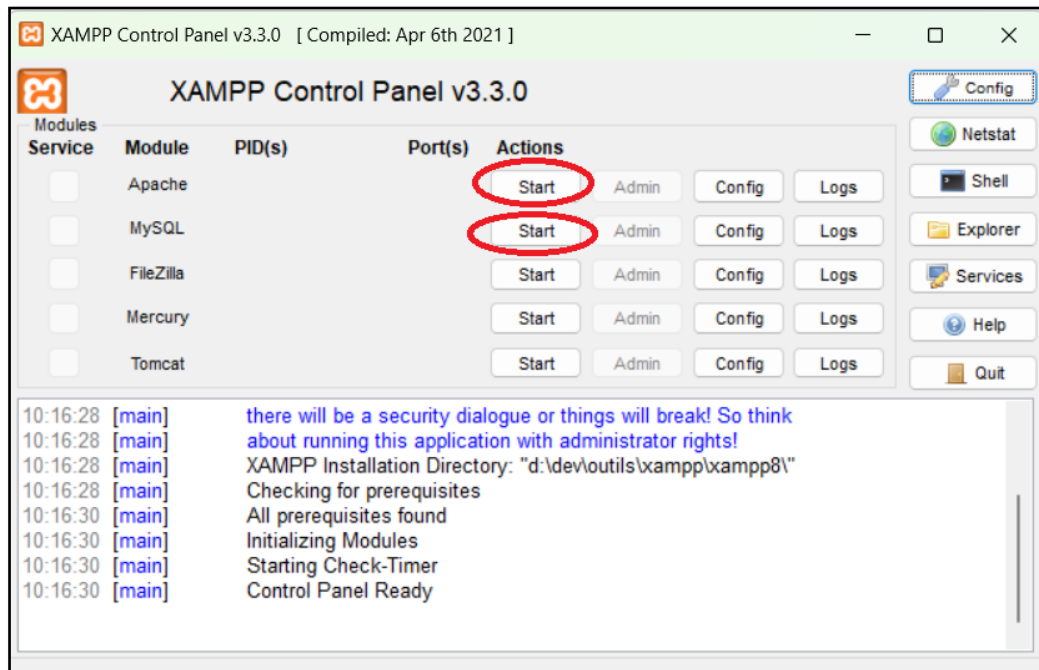 XAMPP Control Panel v3.3.0 [ Compiled: Apr 6th 2021 ]
XAMPP Control Panel v3.3.0
Config
Modules
Netstat
Service Module PID(s) Port(s) Actions
Apache Start Admin Config Logs
Shell
MySQL Start Admin Config Logs
Explorer
FileZilla Start Admin Config Logs
Services
Mercury Start Admin Config Logs
Help
Tomcat Start Admin Config Logs
Quit
10:16:28 [main] there will be a security dialogue or things will break! So think
10:16:28 [main] about running this application with administrator rights!
10:16:28 [main] XAMPP Installation Directory: "d:\dev\outils\xampp\xampp8\"
10:16:28 [main] Checking for prerequisites
10:16:30 [main] All prerequisites found
10:16:30 [main] Initializing Modules
10:16:30 [main] Starting Check-Timer
10:16:30 [main] Control Panel Ready